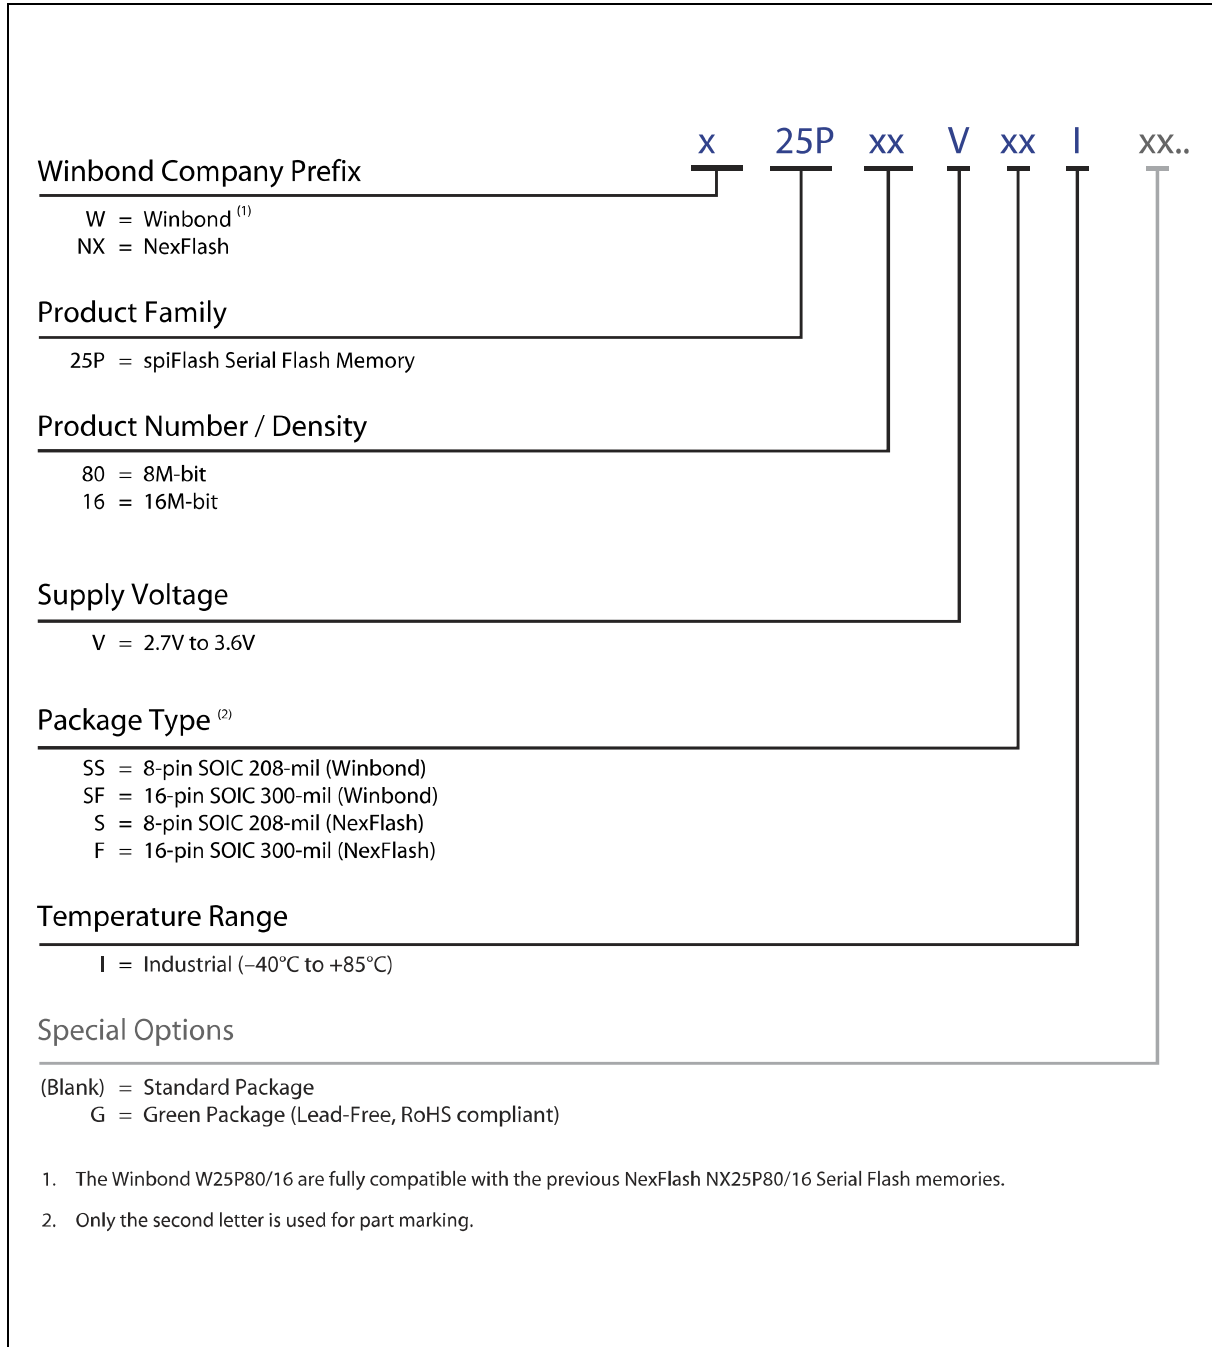 x 25P xx V xx I xx..
Winbond Company Prefix
W = Winbond (1)
NX = NexFlash
Product Family
25P = spiFlash Serial Flash Memory
Product Number / Density
80 = 8M-bit
16 = 16M-bit
Supply Voltage
V = 2.7V to 3.6V
Package Type (2)
SS = 8-pin SOIC 208-mil (Winbond)
SF = 16-pin SOIC 300-mil (Winbond)
S = 8-pin SOIC 208-mil (NexFlash)
F = 16-pin SOIC 300-mil (NexFlash)
Temperature Range
I = Industrial (–40°C to +85°C)
Special Options
(Blank) = Standard Package
G = Green Package (Lead-Free, RoHS compliant)
1. The Winbond W25P80/16 are fully compatible with the previous NexFlash NX25P80/16 Serial Flash memories.
2. Only the second letter is used for part marking.